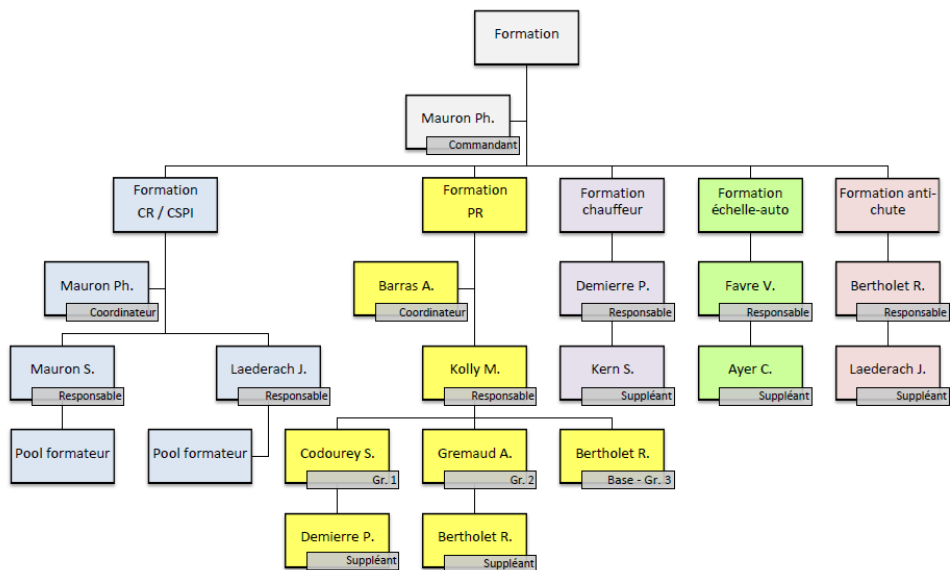 Formation
Mauron Ph.
Commandant
Formation
CR / CSPI
Formation
PR
Formation
chauffeur
Formation
échelle-auto
Formation anti-
chute
Mauron Ph.
Coordinateur
Barras A.
Coordinateur
Demierre P.
Responsable
Favre V.
Responsable
Bertholet R.
Responsable
Mauron S.
Responsable
Laederach J.
Responsable
Kolly M.
Responsable
Kern S.
Suppléant
Ayer C.
Suppléant
Laederach J.
Suppléant
Pool formateur
Pool formateur
Codourey S.
Gr. 1
Gremaud A.
Gr. 2
Bertholet R.
Base - Gr. 3
Demierre P.
Suppléant
Bertholet R.
Suppléant